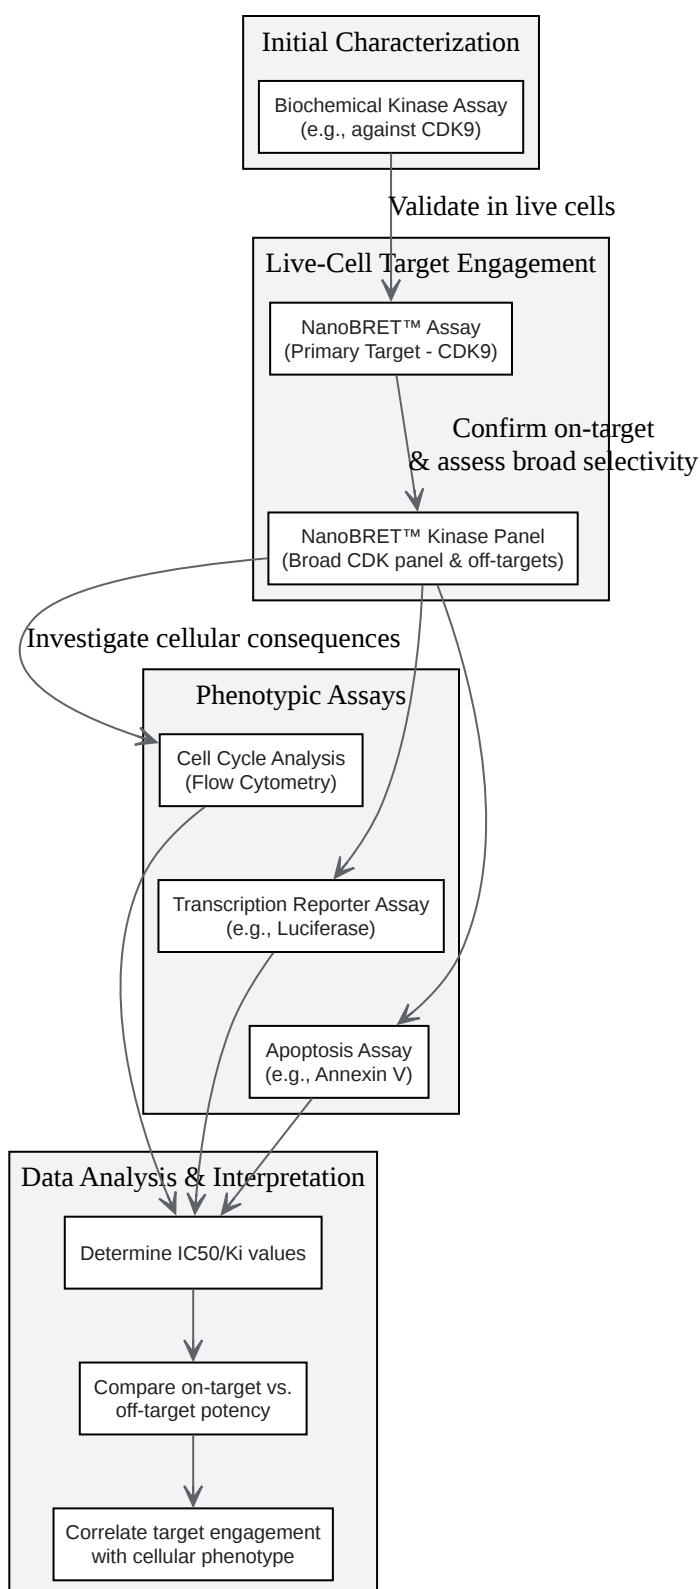 Initial Characterization
Biochemical Kinase Assay
(e.g., against CDK9)
Validate in live cells
Live-Cell Target Engagement
NanoBRET™ Assay
(Primary Target - CDK9)
Confirm on-target
& assess broad selectivity
NanoBRET™ Kinase Panel
(Broad CDK panel & off-targets)
Investigate cellular consequences
Phenotypic Assays
Cell Cycle Analysis
(Flow Cytometry)
Transcription Reporter Assay
(e.g., Luciferase)
Apoptosis Assay
(e.g., Annexin V)
Data Analysis & Interpretation
Determine IC50/Ki values
Compare on-target vs.
off-target potency
Correlate target engagement
with cellular phenotype